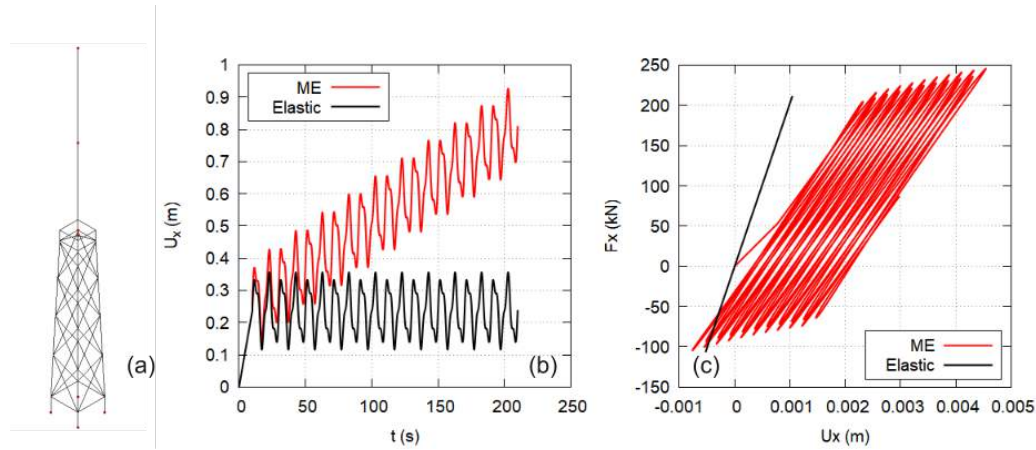 (a)
1
0.9
0.8
0.7
0.6
0.5
0.4
0.3
0.2
0.1
0
U_x (m)
ME
Elastic
(b)
0 50 100 150 200 250
t (s)
250
200
150
100
50
0
-50
-100
-150
Fx (kN)
(c)
ME
Elastic
-0.001 0 0.001 0.002 0.003 0.004 0.005
Ux (m)